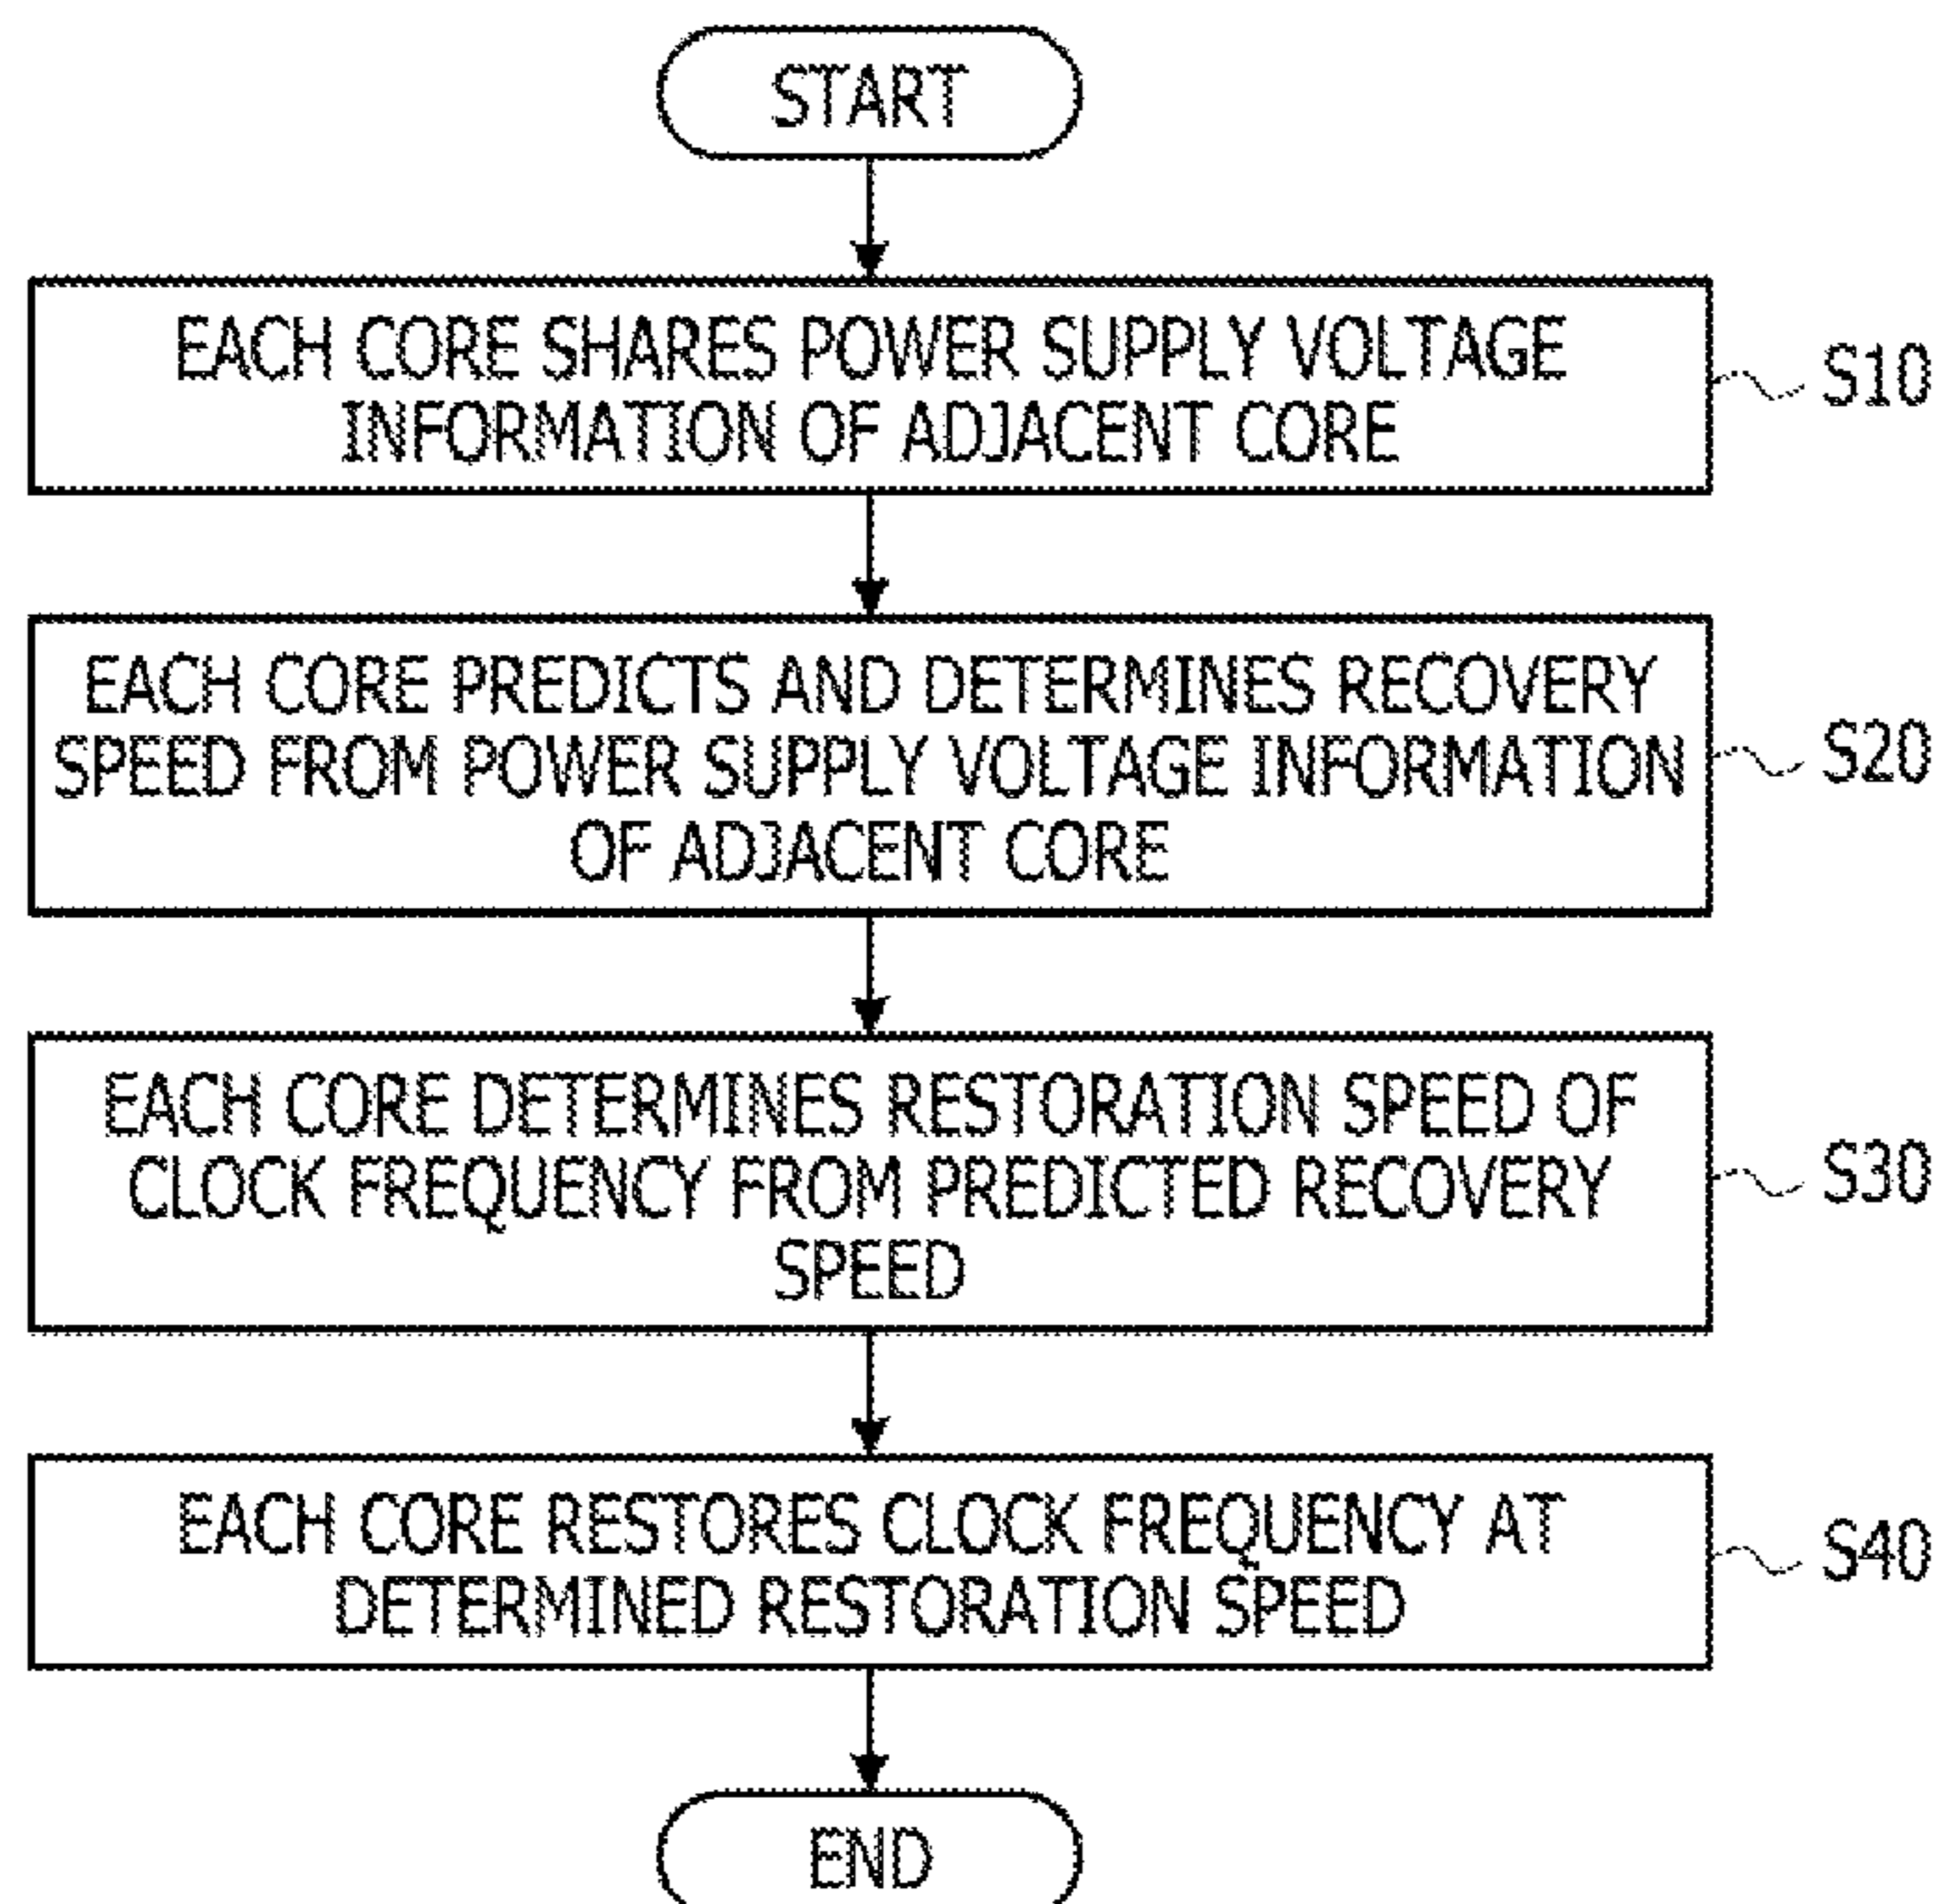 START
EACH CORE SHARES POWER SUPPLY VOLTAGE
INFORMATION OF ADJACENT CORE
S10
EACH CORE PREDICTS AND DETERMINES RECOVERY
SPEED FROM POWER SUPPLY VOLTAGE INFORMATION
OF ADJACENT CORE
S20
EACH CORE DETERMINES RESTORATION SPEED OF
CLOCK FREQUENCY FROM PREDICTED RECOVERY
SPEED
S30
EACH CORE RESTORES CLOCK FREQUENCY AT
DETERMINED RESTORATION SPEED
S40
END